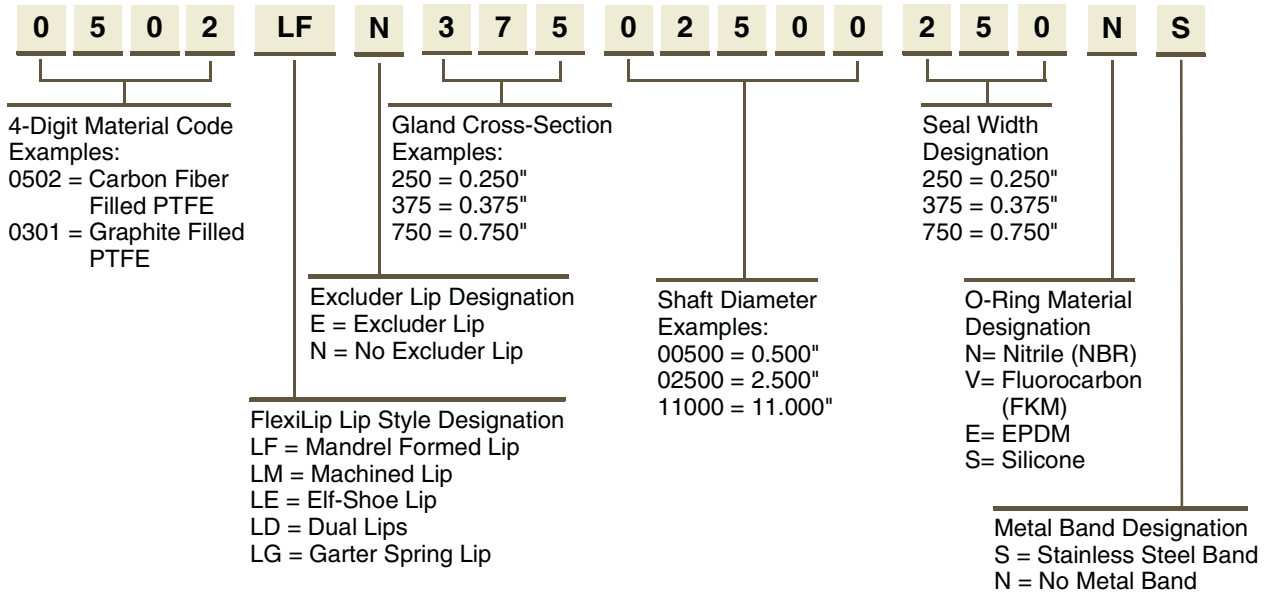 0 5 0 2 LF N 3 7 5 0 2 5 0 0 2 5 0 N S
4-Digit Material Code
Examples:
0502 = Carbon Fiber
Filled PTFE
0301 = Graphite Filled
PTFE
Gland Cross-Section
Examples:
250 = 0.250"
375 = 0.375"
750 = 0.750"
Seal Width
Designation
250 = 0.250"
375 = 0.375"
750 = 0.750"
Excluder Lip Designation
E = Excluder Lip
N = No Excluder Lip
Shaft Diameter
Examples:
00500 = 0.500"
02500 = 2.500"
11000 = 11.000"
O-Ring Material
Designation
N= Nitrile (NBR)
V= Fluorocarbon
(FKM)
E= EPDM
S= Silicone
FlexiLip Lip Style Designation
LF = Mandrel Formed Lip
LM = Machined Lip
LE = Elf-Shoe Lip
LD = Dual Lips
LG = Garter Spring Lip
Metal Band Designation
S = Stainless Steel Band
N = No Metal Band